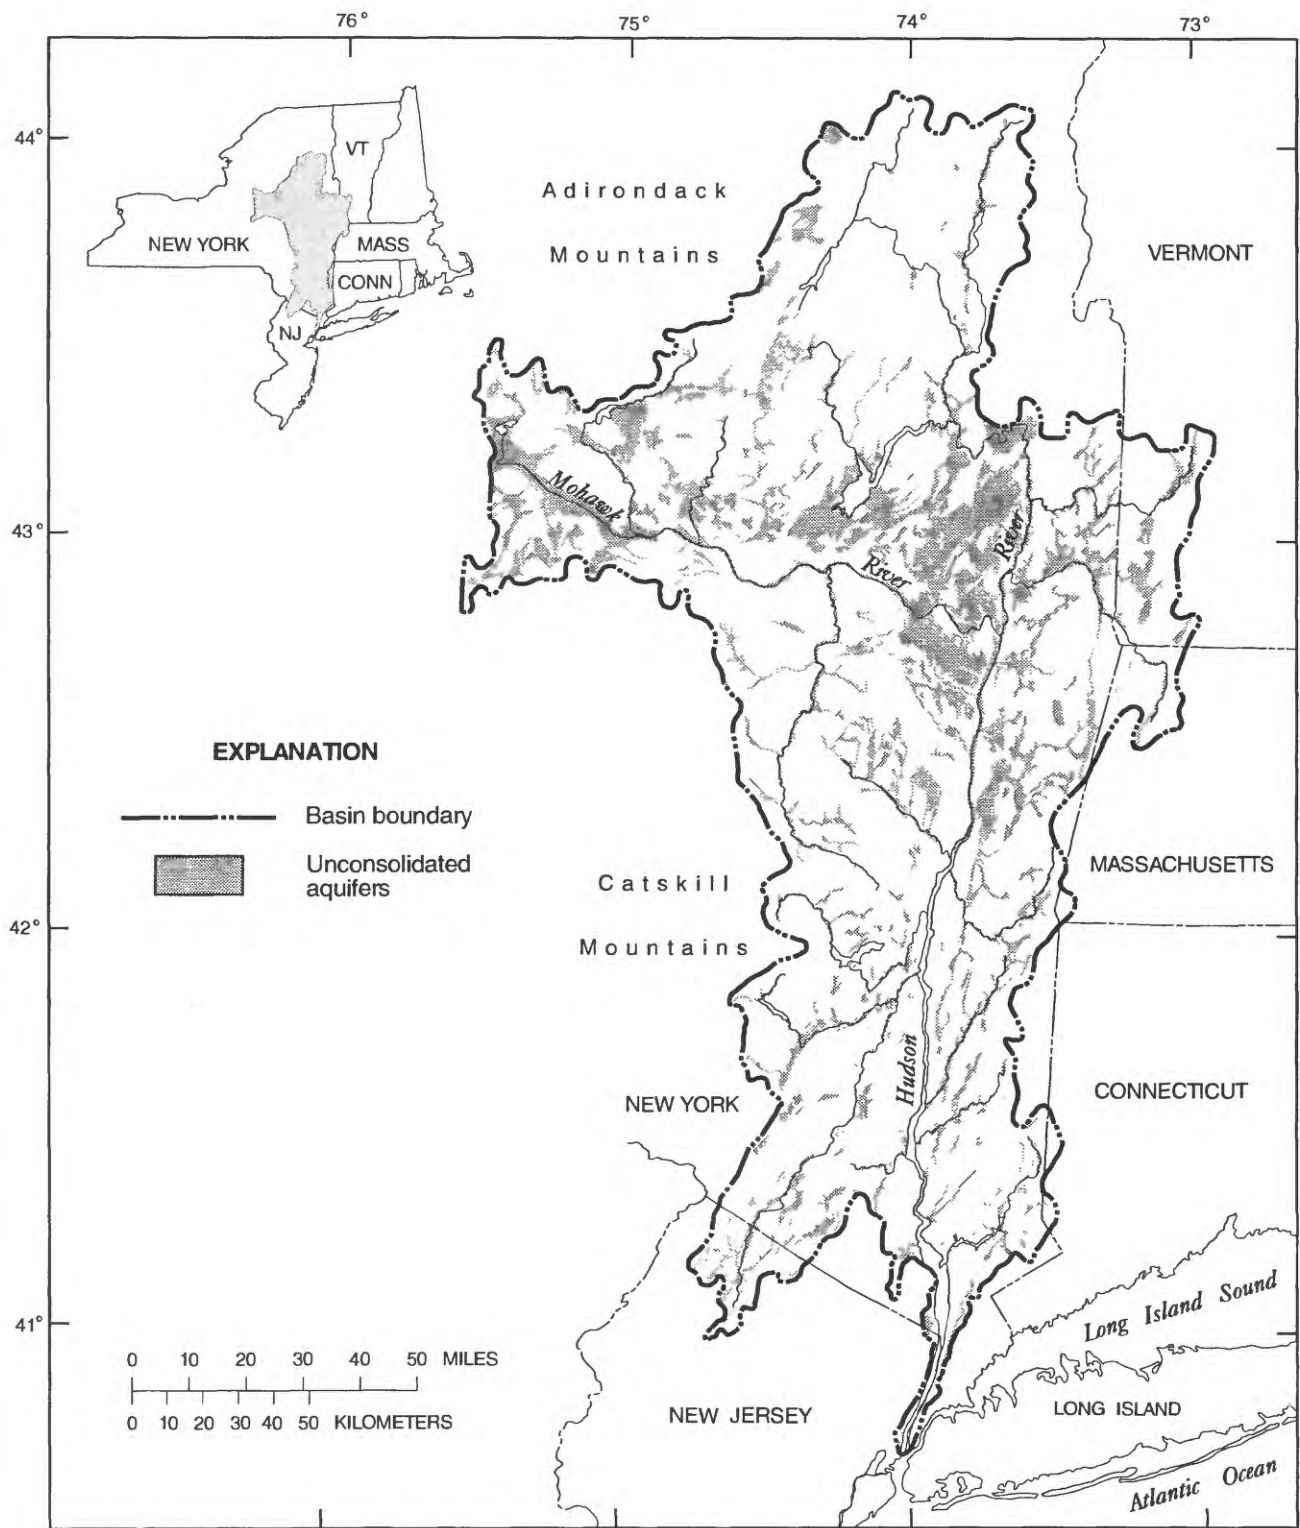 76° 75° 74° 73°
44°
VT
Adirondack
Mountains
NEW YORK
MASS
VERMONT
CONN
NJ
Mohawk
43°
River
River
EXPLANATION
Basin boundary
Unconsolidated
aquifers
MASSACHUSETTS
Catskill
42°
Mountains
Hudson
CONNECTICUT
NEW YORK
41°
Long Island Sound
0 10 20 30 40 50 MILES
0 10 20 30 40 50 KILOMETERS
NEW JERSEY
LONG ISLAND
Atlantic Ocean